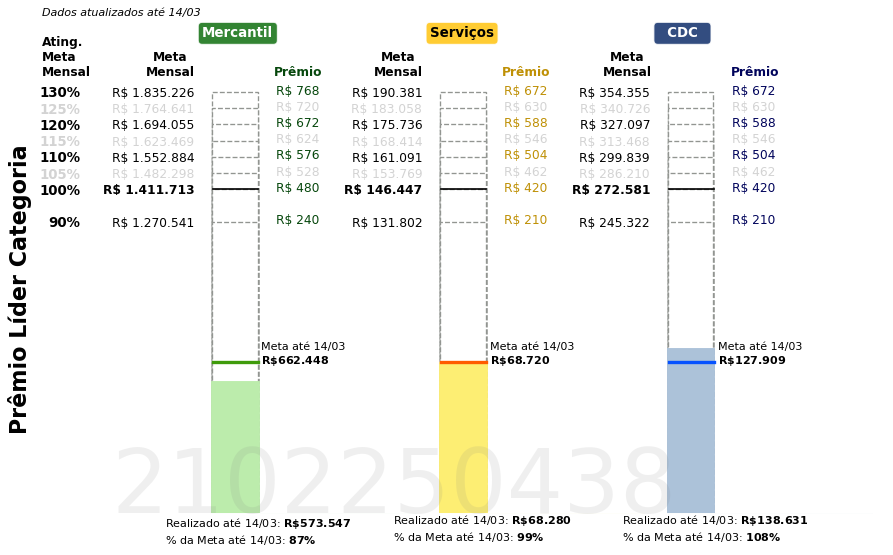 Dados atualizados até 14/03
Mercantil Serviços CDC
Ating. Meta Mensal
Meta Mensal Prêmio Meta Mensal Prêmio Meta Mensal Prêmio
130% R$ 1.835.226 R$ 768 R$ 190.381 R$ 672 R$ 354.355 R$ 672
125% R$ 1.764.641 R$ 720 R$ 183.058 R$ 630 R$ 340.726 R$ 630
120% R$ 1.694.055 R$ 672 R$ 175.736 R$ 588 R$ 327.097 R$ 588
115% R$ 1.623.469 R$ 624 R$ 168.414 R$ 546 R$ 313.468 R$ 546
110% R$ 1.552.884 R$ 576 R$ 161.091 R$ 504 R$ 299.839 R$ 504
105% R$ 1.482.298 R$ 528 R$ 153.769 R$ 462 R$ 286.210 R$ 462
100% R$ 1.411.713 R$ 480 R$ 146.447 R$ 420 R$ 272.581 R$ 420
90% R$ 1.270.541 R$ 240 R$ 131.802 R$ 210 R$ 245.322 R$ 210
Prêmio Líder Categoria
Meta até 14/03 Meta até 14/03 Meta até 14/03
R$662.448 R$68.720 R$127.909
2102250438
Realizado até 14/03: R$573.547 Realizado até 14/03: R$68.280 Realizado até 14/03: R$138.631
% da Meta até 14/03: 87% % da Meta até 14/03: 99% % da Meta até 14/03: 108%